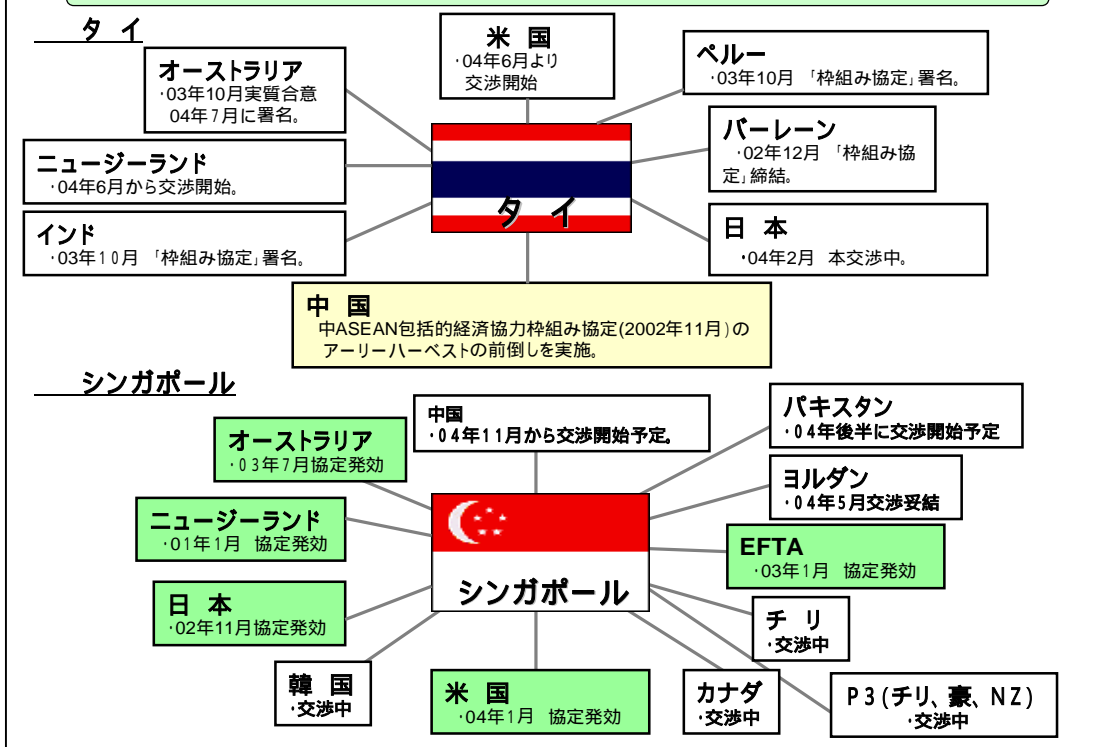 タ イ
米 国
・04年6月より
交渉開始
ペルー
・03年10月 「枠組み協定」署名。
オーストラリア
・03年10月実質合意
04年7月に署名。
バーレーン
・02年12月 「枠組み協
定」締結。
ニュージーランド
・04年6月から交渉開始。
タ イ
インド
・03年10月 「枠組み協定」署名。
日 本
・04年2月 本交渉中。
中 国
中ASEAN包括的経済協力枠組み協定(2002年11月)の
アーリーハーベストの前倒しを実施。
シンガポール
中国
・04年11月から交渉開始予定。
パキスタン
・04年後半に交渉開始予定
オーストラリア
・03年7月協定発効
ヨルダン
・04年5月交渉妥結
ニュージーランド
・01年1月 協定発効
EFTA
・03年1月 協定発効
シンガポール
日 本
・02年11月協定発効
チ リ
・交渉中
韓 国
・交渉中
米 国
・04年1月 協定発効
カナダ
・交渉中
P3(チリ、豪、NZ)
・交渉中